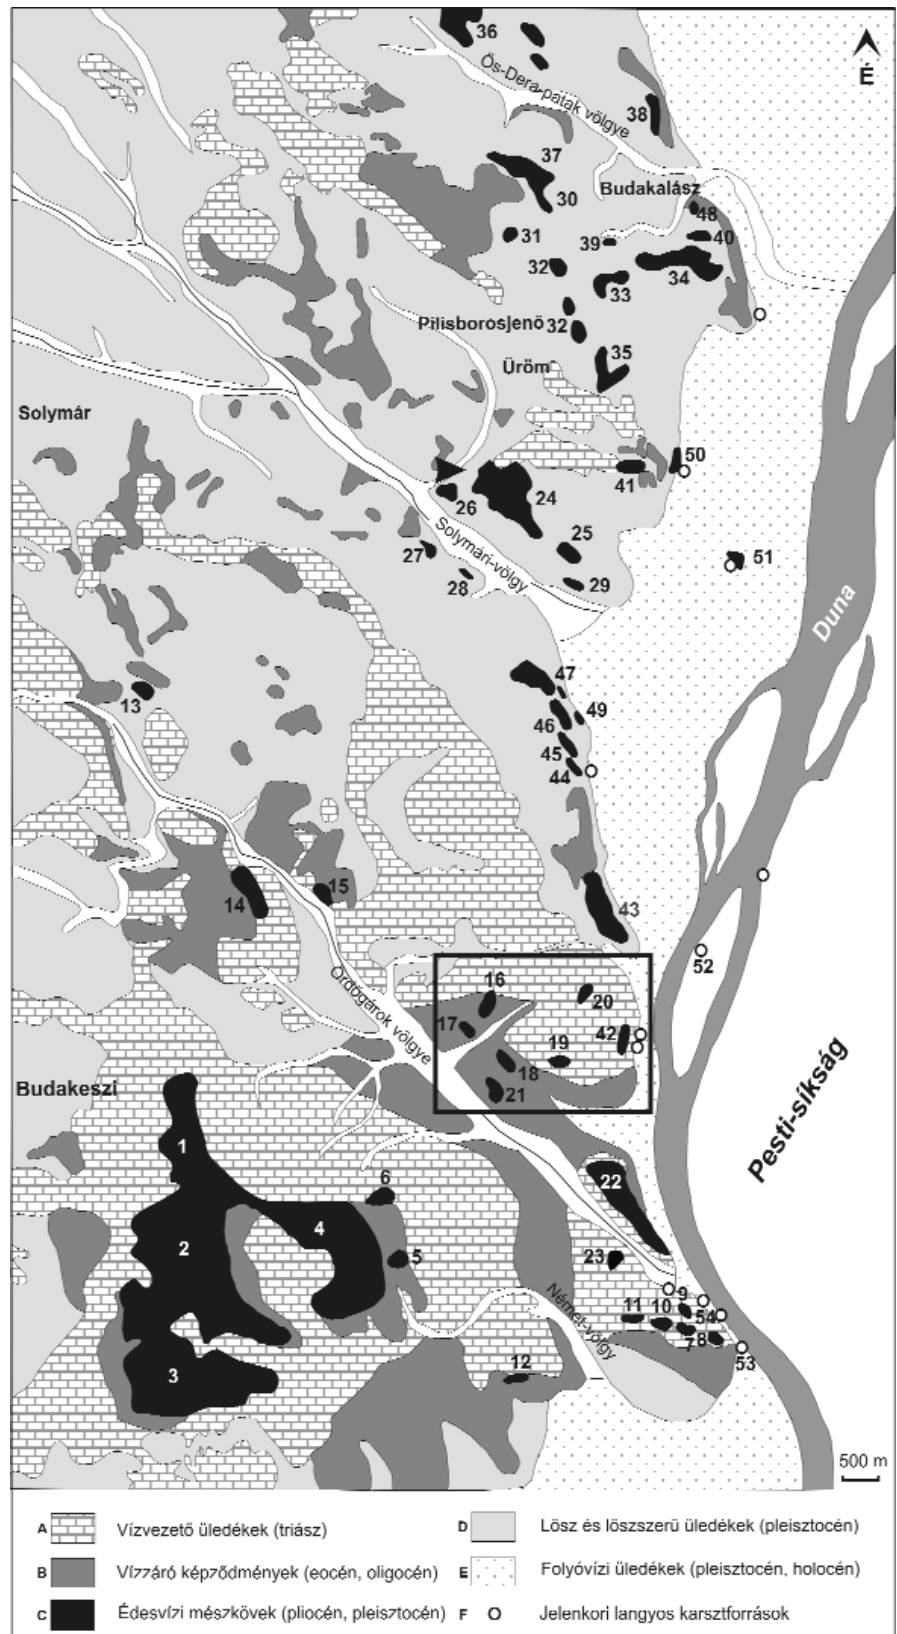 36
Ős-Dera-patak völgye
É
38
37
Budakalász
30
48
31
39
40
32
34
33
Pilisborosjenő
32
35
Üröm
Solymár
50
41
24
26
Solymári-völgy
25
51
27
28
29
Duna
47
13
49
46
45
44
15
14
43
52
Ördögárok völgye
16
20
17
42
19
18
Budakeszi
21
Pesti-síkság
1
6
22
4
2
5
23
Német-völgy
9
11
10
54
7
8
53
12
3
500 m
A Vízvezető üledékek (triász)
B Vízzáró képződmények (eocén, oligocén)
C Édesvízi mészkövek (pliocén, pleisztocén)
D Lösz és löszszerű üledékek (pleisztocén)
E Folyóvízi üledékek (pleisztocén, holocén)
F Jelenkori langyos karsztforrások